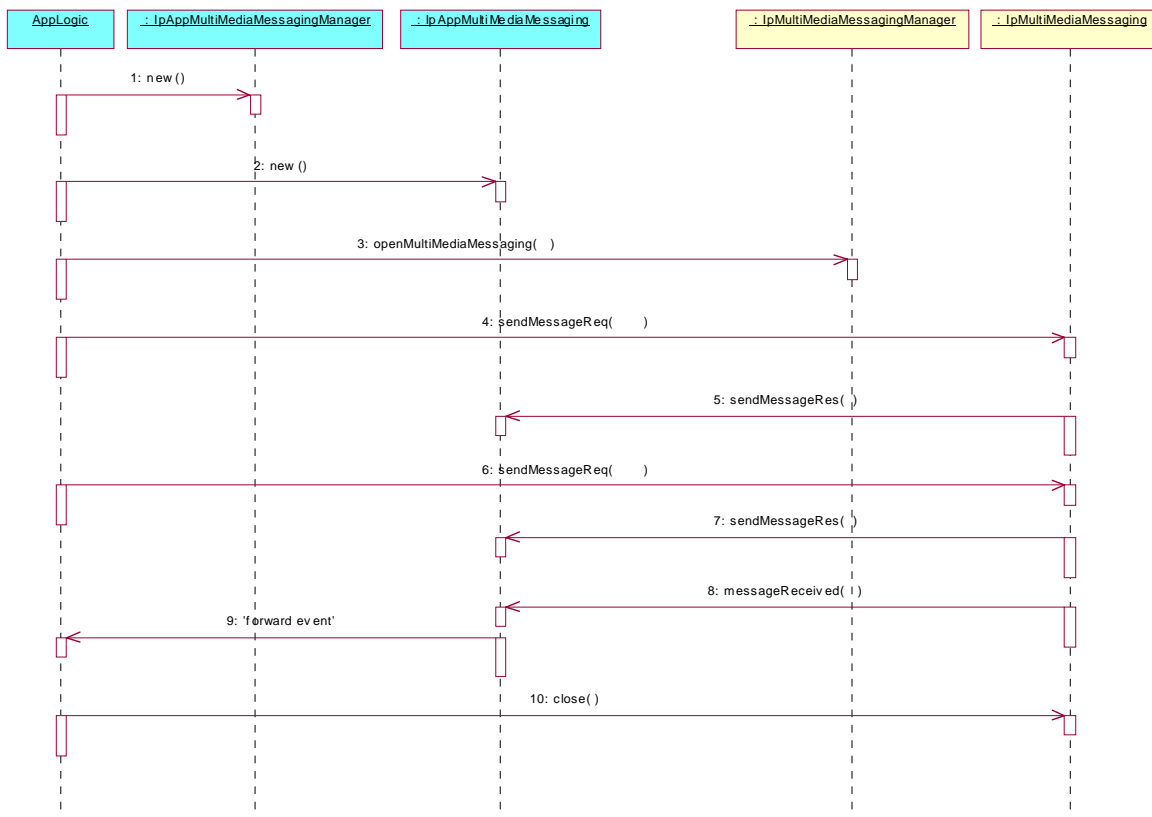 AppLogic
: IpAppMultiMediaMessagingManager
: IpAppMultiMediaMessaging
: IpMultiMediaMessagingManager
: IpMultiMediaMessaging
1: new()
2: new()
3: openMultiMediaMessaging( )
4: sendMessageReq( )
5: sendMessageRes( )
6: sendMessageReq( )
7: sendMessageRes( )
8: messageReceived( )
9: 'forward event'
10: close( )